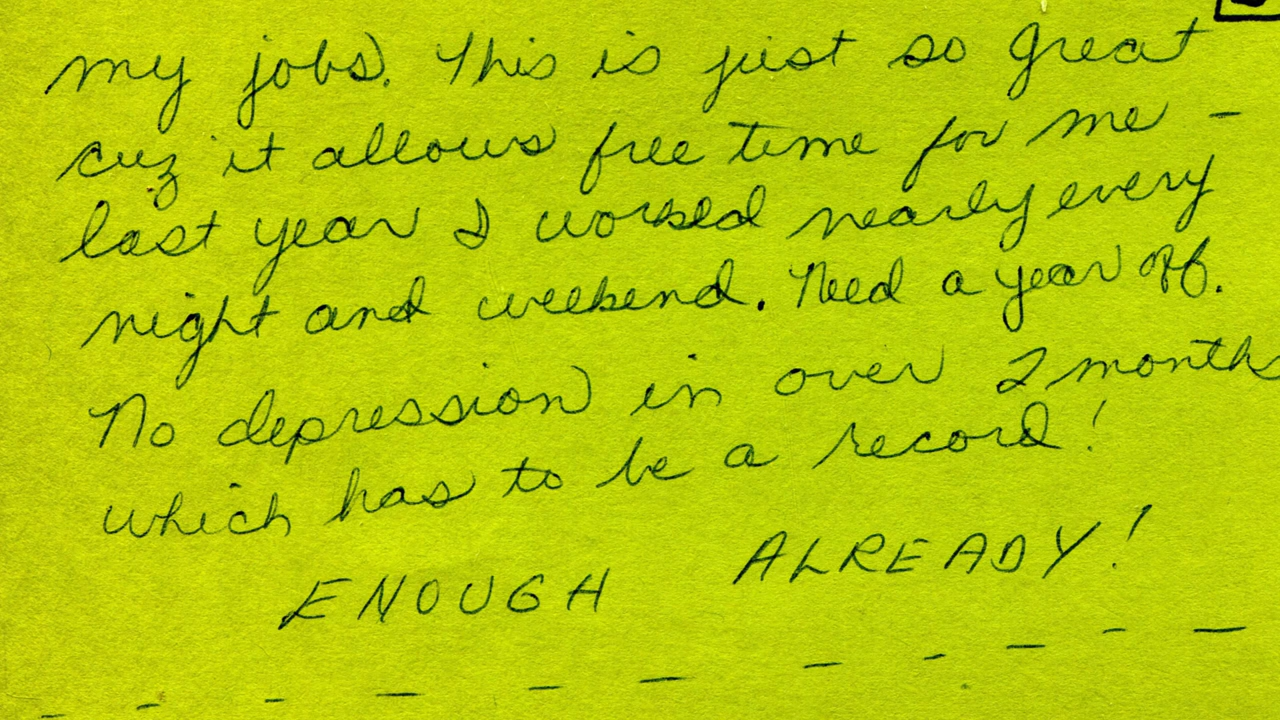 my jobs. This is just so great
cuz it allows free time for me -
last year I worked nearly every
night and weekend. Need a year off.
No depression in over 2 months
which has to be a record!
ENOUGH ALREADY!